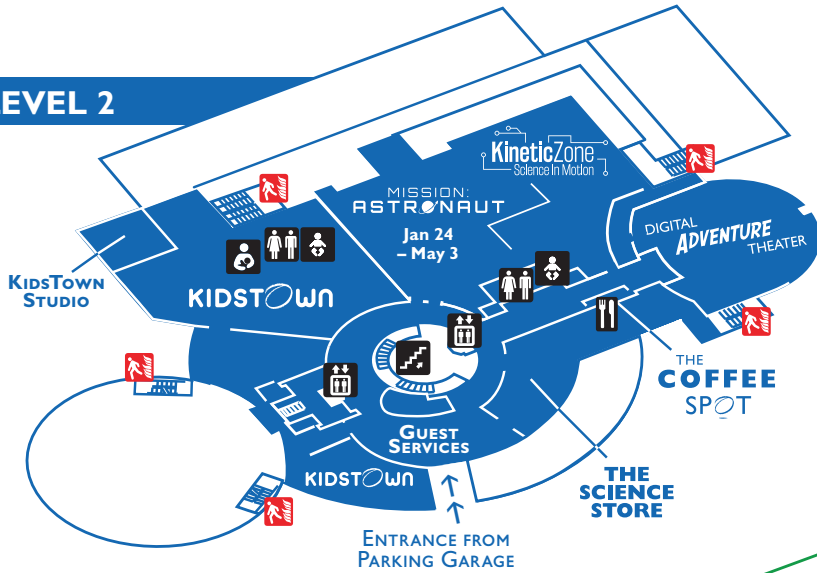 LEVEL 2
KineticZone
Science In Motion
MISSION:
ASTRONAUT
Jan 24
– May 3
DIGITAL
ADVENTURE
THEATER
KIDSTOWN
STUDIO
KIDSTOWN
THE
COFFEE
SPOT
GUEST
SERVICES
KIDSTOWN
THE
SCIENCE
STORE
ENTRANCE FROM
PARKING GARAGE